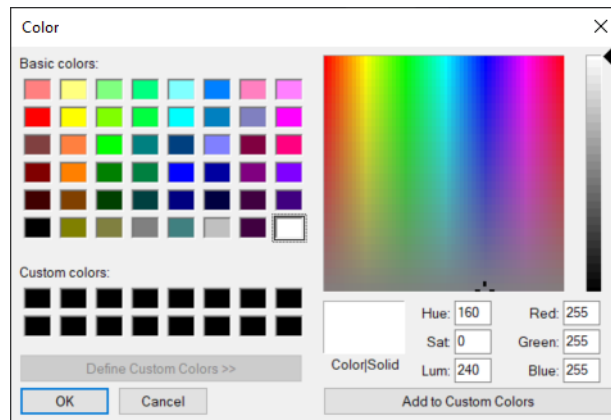 Color
Basic colors:
Custom colors:
Define Custom Colors >>
OK Cancel
Color|Solid
Hue: 160 Red: 255
Sat: 0 Green: 255
Lum: 240 Blue: 255
Add to Custom Colors